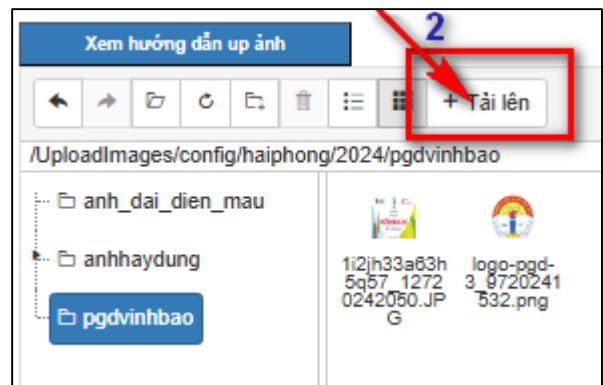 Xem hướng dẫn up ảnh
2
+ Tải lên
/UploadImages/config/haiphong/2024/pgdvinhbao
anh_dai_dien_mau
anhhaydung
pgdvinhbao
1i2jh33a63h
5q57_1272
0242050.JP
G
logo-pgd-
3_9720241
532.png